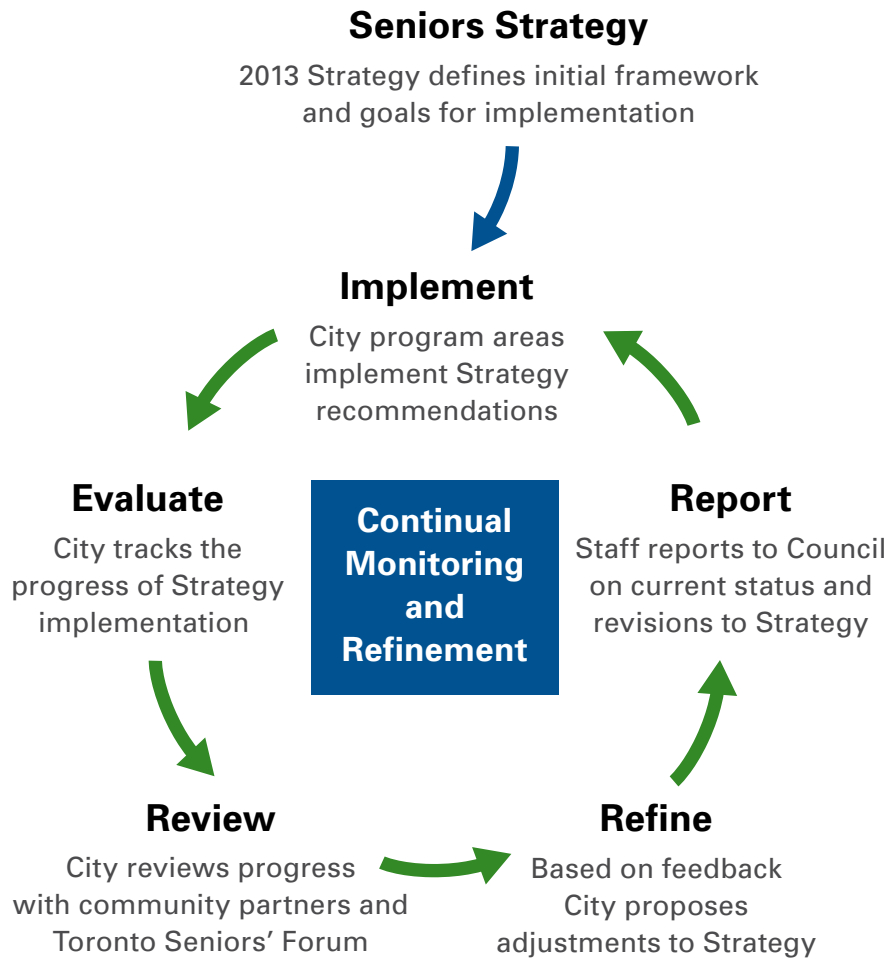 Seniors Strategy
2013 Strategy defines initial framework
and goals for implementation
Implement
City program areas
implement Strategy
recommendations
Evaluate
City tracks the
progress of Strategy
implementation
Continual
Monitoring
and
Refinement
Report
Staff reports to Council
on current status and
revisions to Strategy
Review
City reviews progress
with community partners and
Toronto Seniors’ Forum
Refine
Based on feedback
City proposes
adjustments to Strategy